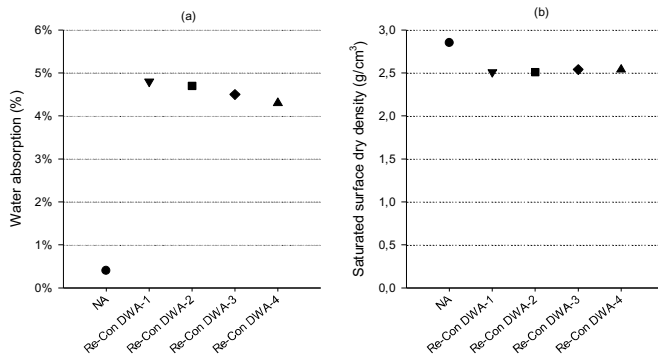 (a)
Water absorption (%)
6%
5%
4%
3%
2%
1%
0%
NA
Re-Con DWA-1
Re-Con DWA-2
Re-Con DWA-3
Re-Con DWA-4
(b)
Saturated surface dry density (g/cm³)
3,0
2,5
2,0
1,5
1,0
0,5
0,0
NA
Re-Con DWA-1
Re-Con DWA-2
Re-Con DWA-3
Re-Con DWA-4